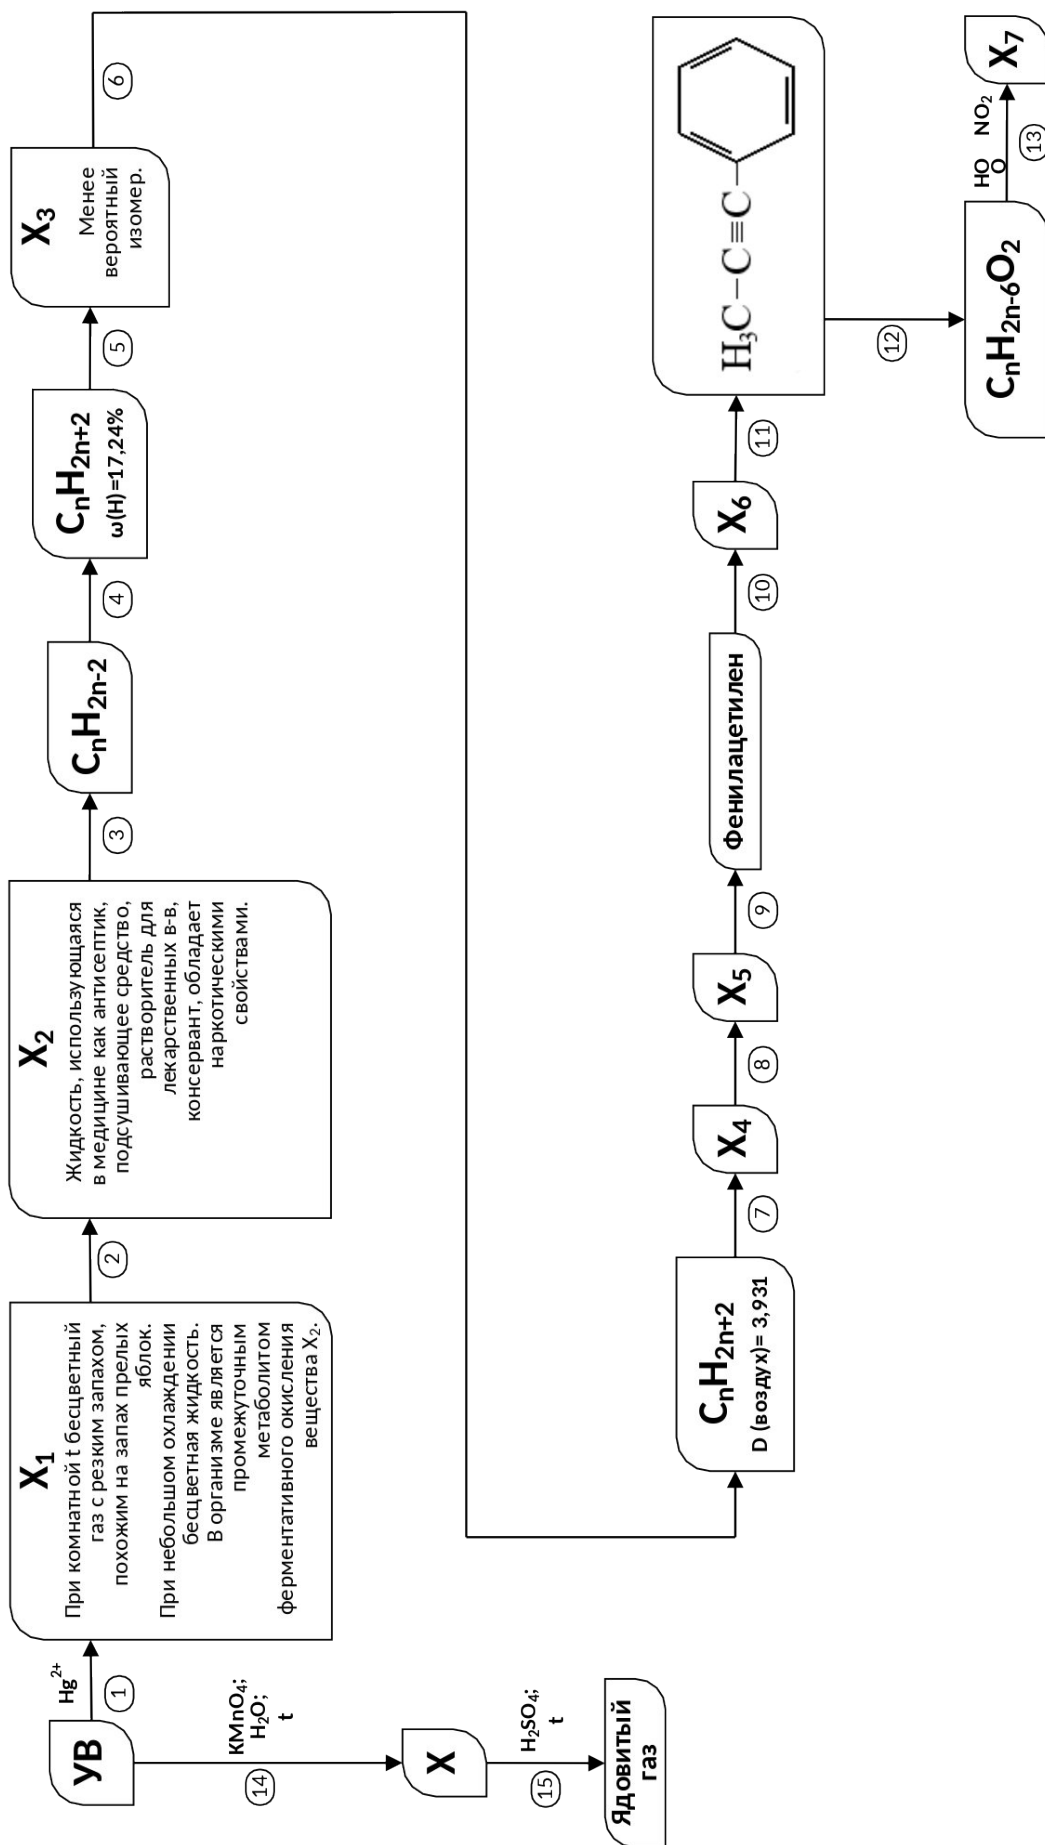 УВ
Hg2+
1
X1
При комнатной t бесцветный
газ с резким запахом,
похожим на запах прелых
яблок.
При небольшом охлаждении
бесцветная жидкость.
В организме является
промежуточным
метаболитом
ферментативного окисления
вещества X2.
2
X2
Жидкость, использующаяся
в медицине как антисептик,
подсушивающее средство,
растворитель для
лекарственных в-в,
консервант, обладает
наркотическими
свойствами.
3
CnH2n-2
4
CnH2n+2
ω(H)=17,24%
5
X3
Менее
вероятный
изомер.
6
KMnO4;
H2O;
t
14
X
H2SO4;
t
15
Ядовитый
газ
CnH2n+2
D (воздух)= 3,931
7
X4
8
X5
9
Фенилацетилен
10
X6
11
H3C–C≡C
12
CnH2n-6O2
HO NO2
O
13
X7